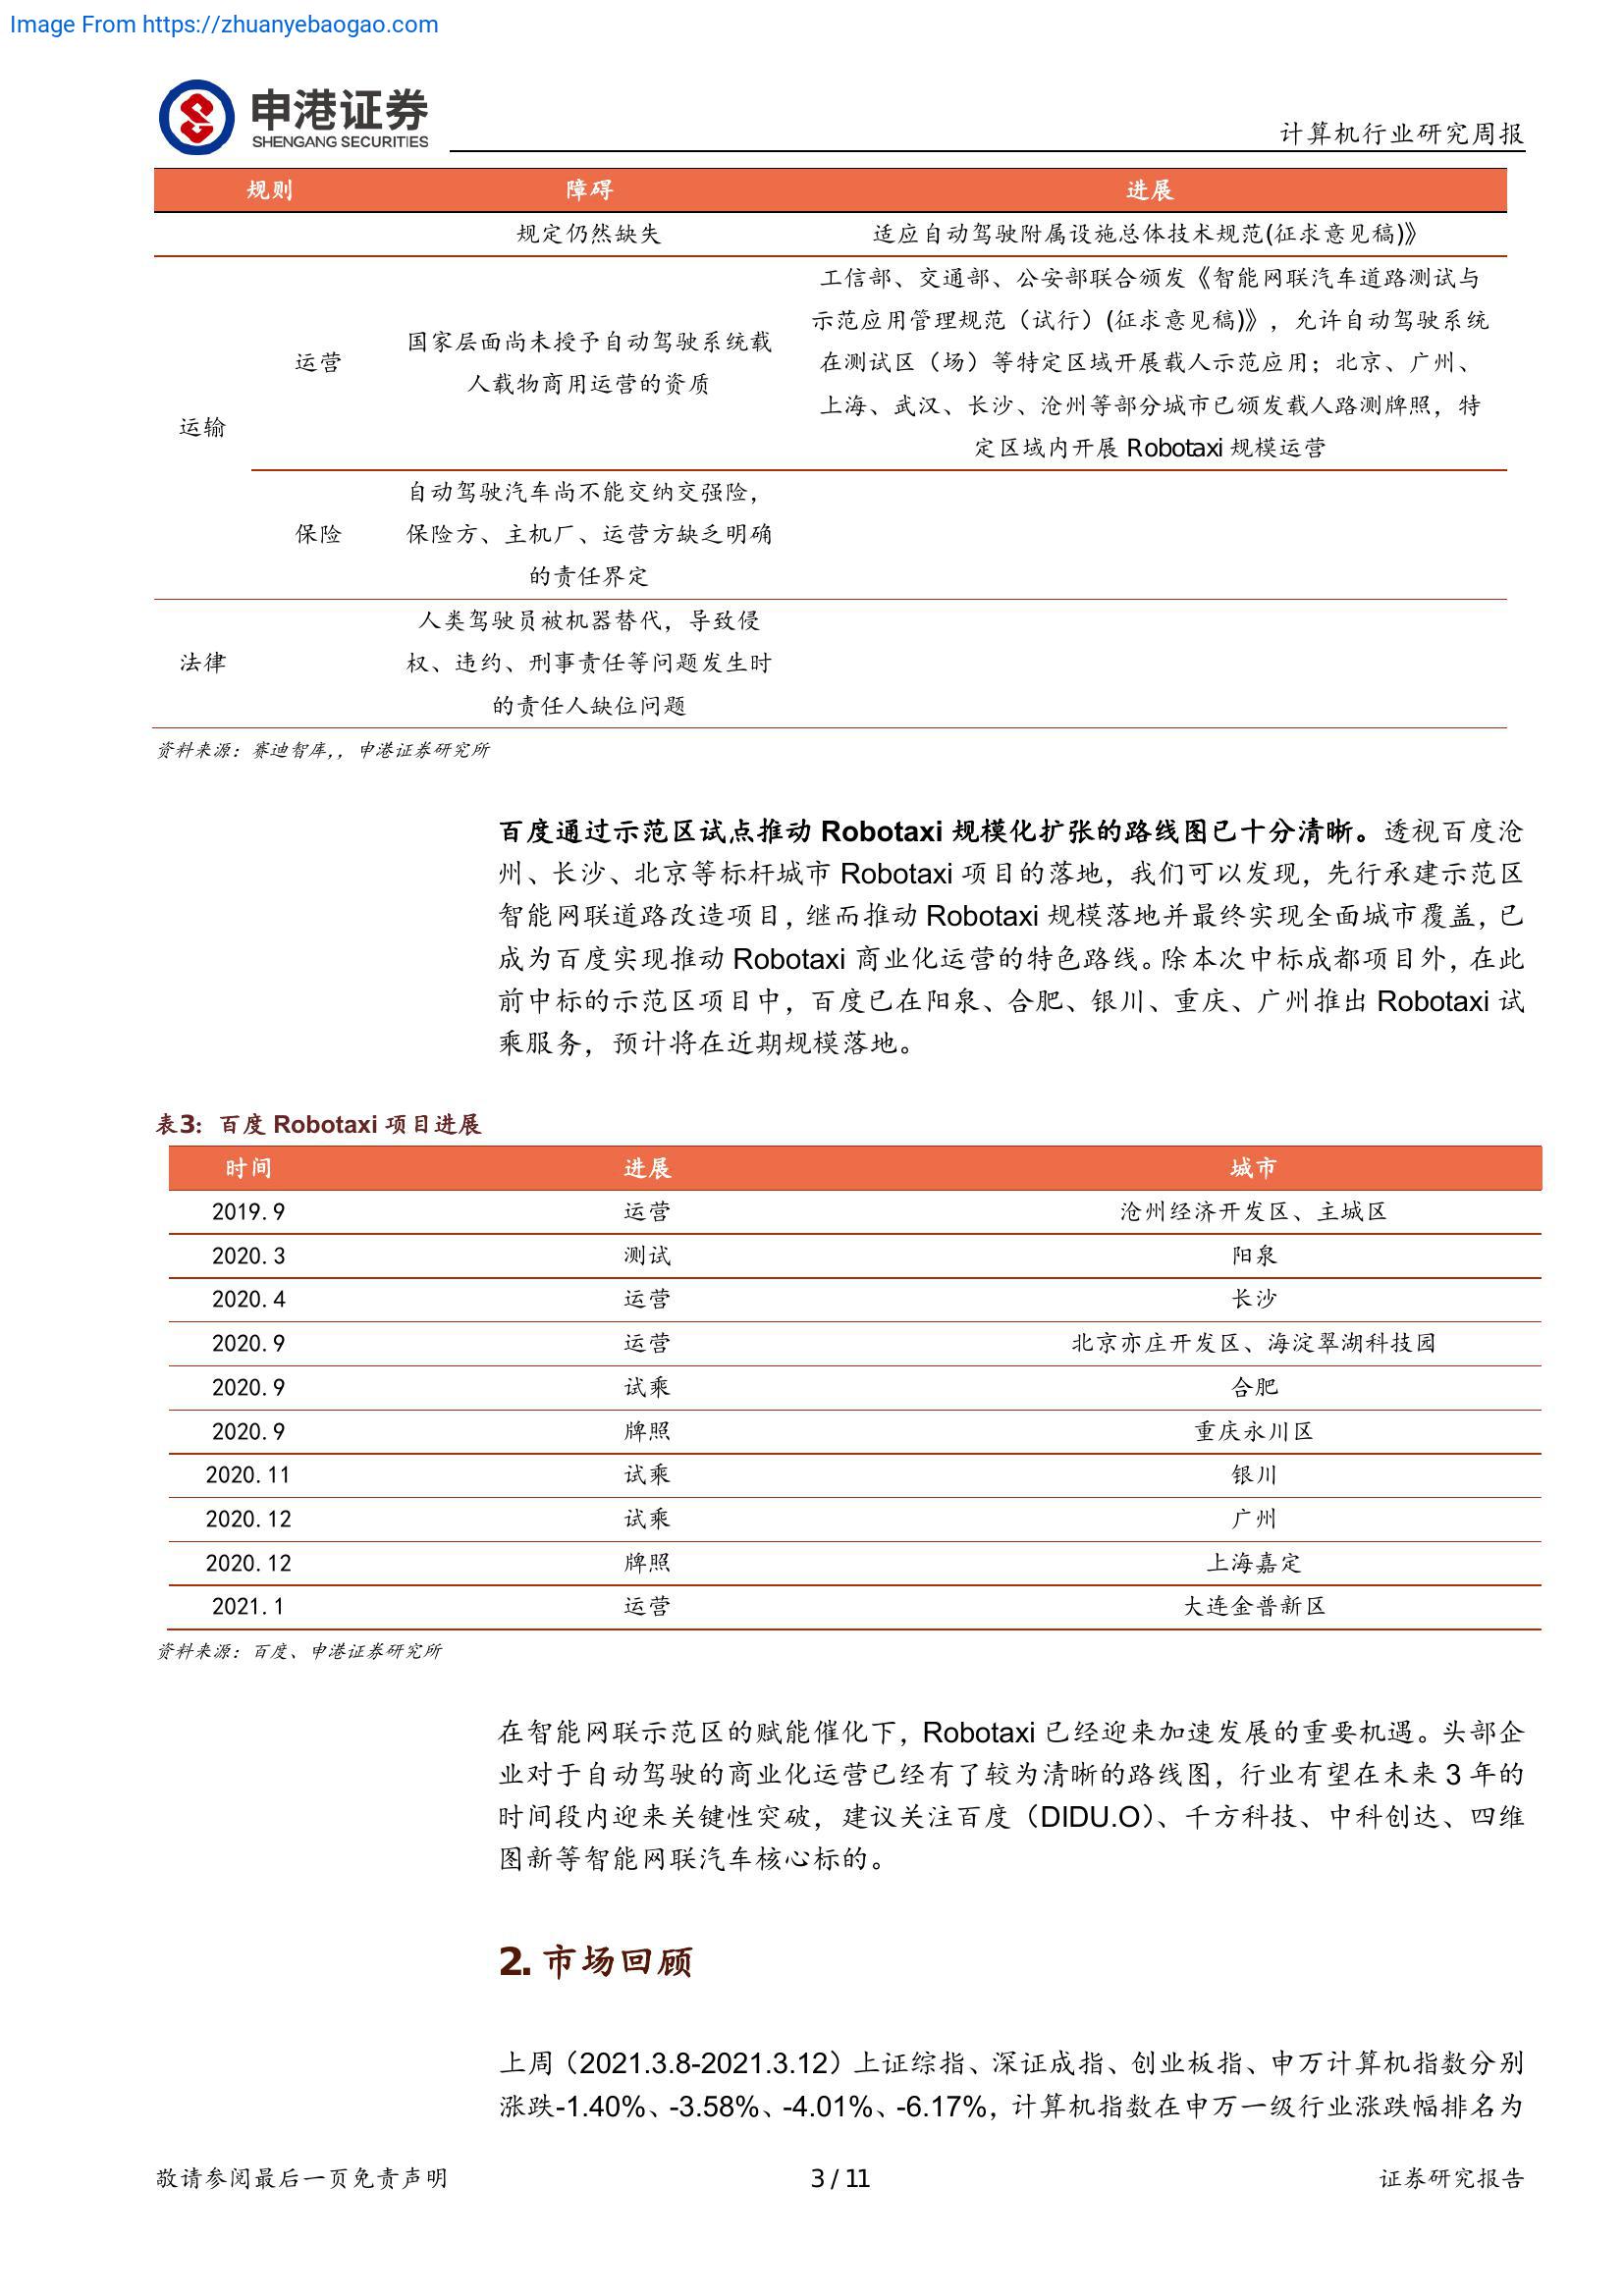 Image From https://zhuanyebaogao.com
申港证券
SHENGANG SECURITIES
计算机行业研究周报
规则 障碍 进展
规定仍然缺失 适应自动驾驶附属设施总体技术规范(征求意见稿)》
运输 运营 国家层面尚未授予自动驾驶系统载
人载物商用运营的资质
工信部、交通部、公安部联合颁发《智能网联汽车道路测试与
示范应用管理规范（试行）(征求意见稿)》，允许自动驾驶系统
在测试区（场）等特定区域开展载人示范应用；北京、广州、
上海、武汉、长沙、沧州等部分城市已颁发载人路测牌照，特
定区域内开展 Robotaxi 规模运营
保险 自动驾驶汽车尚不能交纳交强险，
保险方、主机厂、运营方缺乏明确
的责任界定
法律 人类驾驶员被机器替代，导致侵
权、违约、刑事责任等问题发生时
的责任人缺位问题
资料来源：赛迪智库,，申港证券研究所
百度通过示范区试点推动 Robotaxi 规模化扩张的路线图已十分清晰。透视百度沧
州、长沙、北京等标杆城市 Robotaxi 项目的落地，我们可以发现，先行承建示范区
智能网联道路改造项目，继而推动 Robotaxi 规模落地并最终实现全面城市覆盖，已
成为百度实现推动 Robotaxi 商业化运营的特色路线。除本次中标成都项目外，在此
前中标的示范区项目中，百度已在阳泉、合肥、银川、重庆、广州推出 Robotaxi 试
乘服务，预计将在近期规模落地。
表3：百度 Robotaxi 项目进展
时间 进展 城市
2019.9 运营 沧州经济开发区、主城区
2020.3 测试 阳泉
2020.4 运营 长沙
2020.9 运营 北京亦庄开发区、海淀翠湖科技园
2020.9 试乘 合肥
2020.9 牌照 重庆永川区
2020.11 试乘 银川
2020.12 试乘 广州
2020.12 牌照 上海嘉定
2021.1 运营 大连金普新区
资料来源：百度、申港证券研究所
在智能网联示范区的赋能催化下，Robotaxi 已经迎来加速发展的重要机遇。头部企
业对于自动驾驶的商业化运营已经有了较为清晰的路线图，行业有望在未来 3 年的
时间段内迎来关键性突破，建议关注百度（DIDU.O）、千方科技、中科创达、四维
图新等智能网联汽车核心标的。
2. 市场回顾
上周（2021.3.8-2021.3.12）上证综指、深证成指、创业板指、申万计算机指数分别
涨跌-1.40%、-3.58%、-4.01%、-6.17%，计算机指数在申万一级行业涨跌幅排名为
敬请参阅最后一页免责声明 3 / 11 证券研究报告